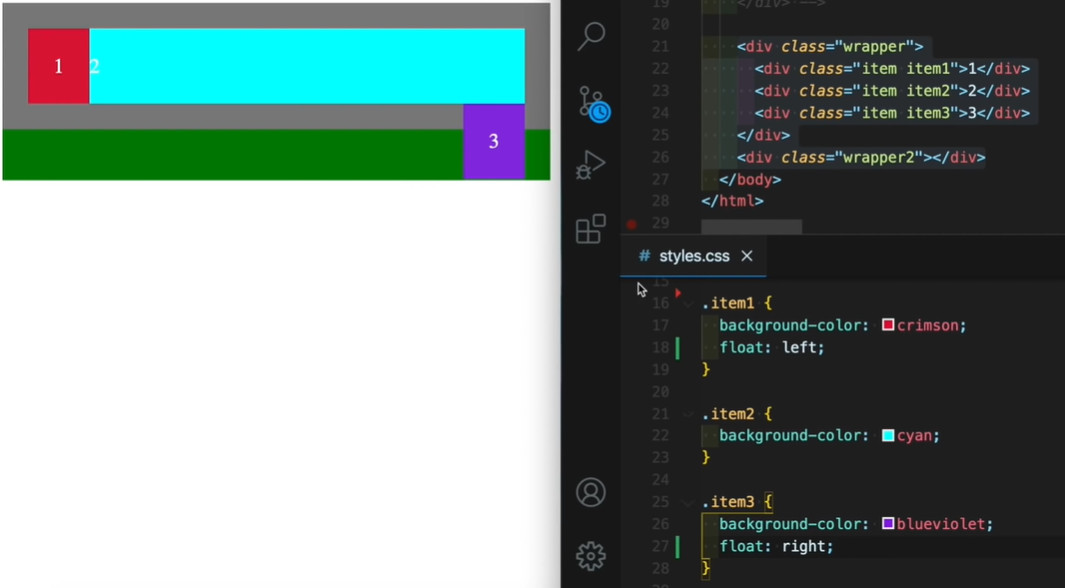 1
2
3
19 </div> -->
20
21 <div class="wrapper">
22 <div class="item item1">1</div>
23 <div class="item item2">2</div>
24 <div class="item item3">3</div>
25 </div>
26 <div class="wrapper2"></div>
27 </body>
28 </html>
29
# styles.css ×
15
16 .item1 {
17 background-color: crimson;
18 float: left;
19 }
20
21 .item2 {
22 background-color: cyan;
23 }
24
25 .item3 {
26 background-color: blueviolet;
27 float: right;
28 }
29